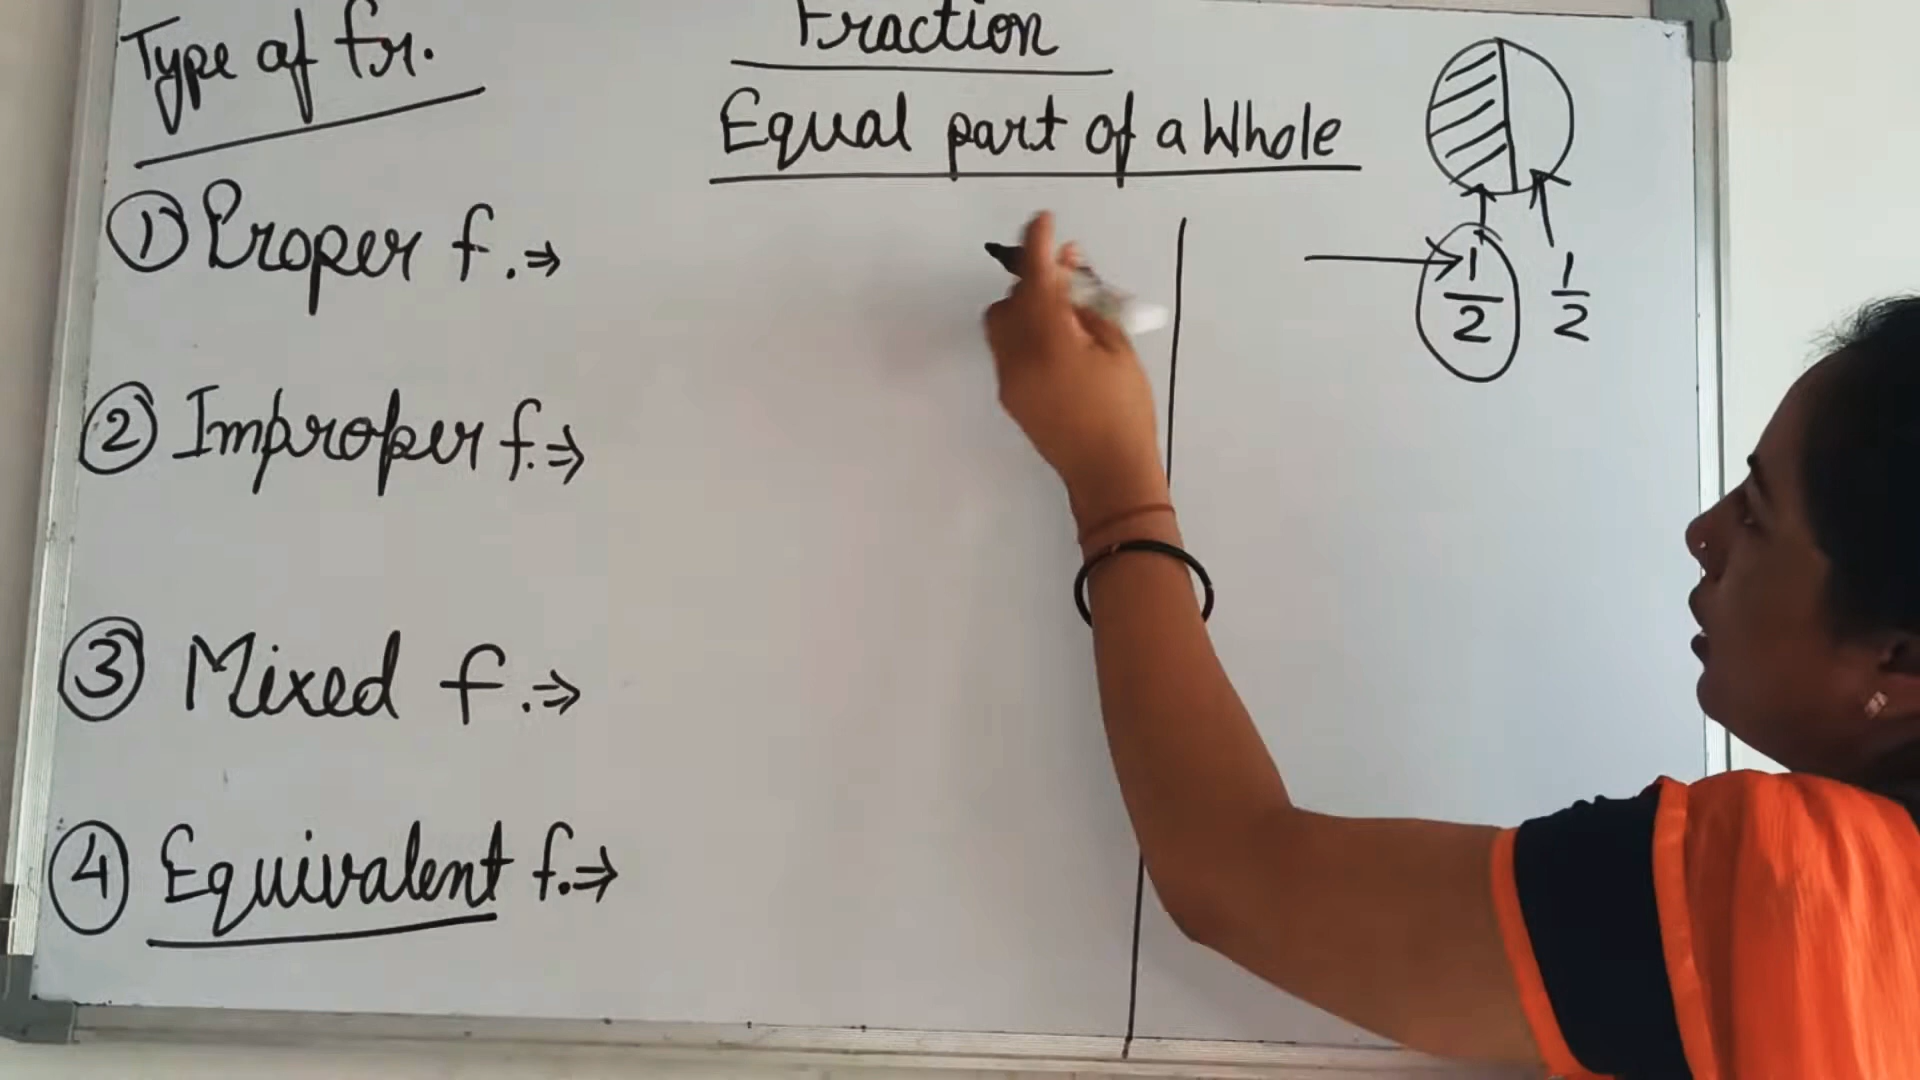 Type of fr.
Fraction
Equal part of a Whole
① Proper f.⇒
② Improper f.⇒
③ Mixed f.⇒
④ Equivalent f.⇒
1/2 1/2